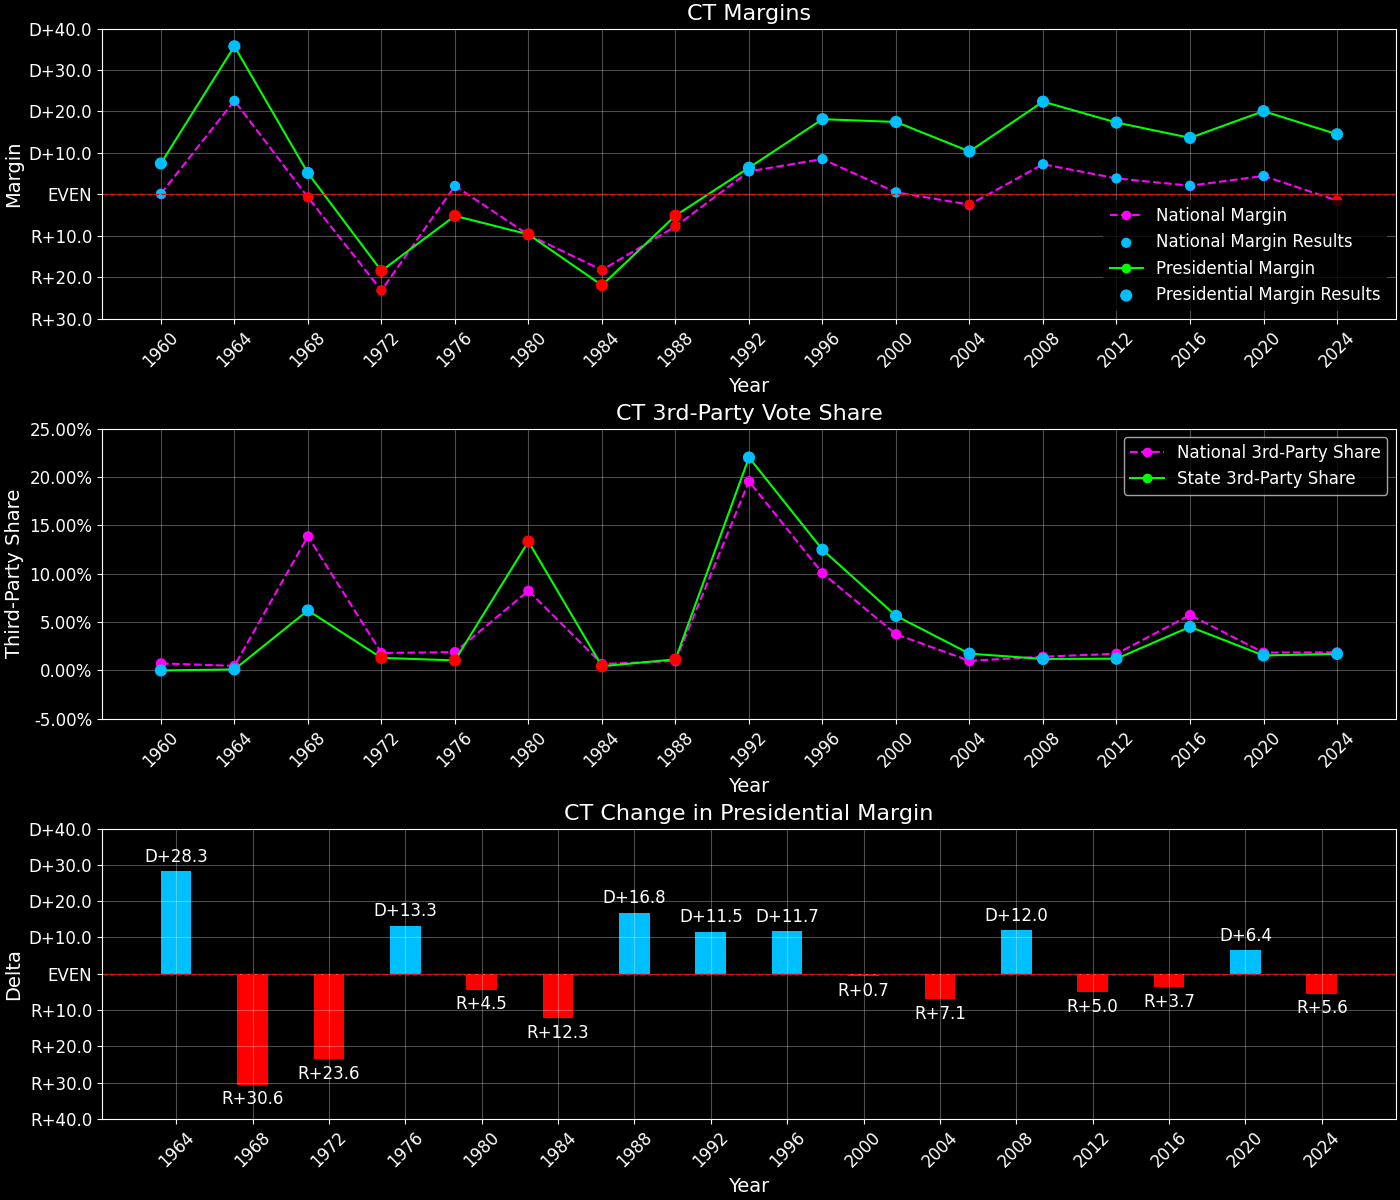 CT Margins
D+40.0
D+30.0
D+20.0
D+10.0
EVEN
R+10.0
R+20.0
R+30.0
Margin
National Margin
National Margin Results
Presidential Margin
Presidential Margin Results
1960 1964 1968 1972 1976 1980 1984 1988 1992 1996 2000 2004 2008 2012 2016 2020 2024
Year
CT 3rd-Party Vote Share
25.00%
20.00%
15.00%
10.00%
5.00%
0.00%
-5.00%
Third-Party Share
National 3rd-Party Share
State 3rd-Party Share
1960 1964 1968 1972 1976 1980 1984 1988 1992 1996 2000 2004 2008 2012 2016 2020 2024
Year
CT Change in Presidential Margin
D+40.0
D+30.0
D+20.0
D+10.0
EVEN
R+10.0
R+20.0
R+30.0
R+40.0
Delta
D+28.3
R+30.6
R+23.6
D+13.3
R+4.5
R+12.3
D+16.8
D+11.5
D+11.7
R+0.7
R+7.1
D+12.0
R+5.0
R+3.7
D+6.4
R+5.6
1964 1968 1972 1976 1980 1984 1988 1992 1996 2000 2004 2008 2012 2016 2020 2024
Year